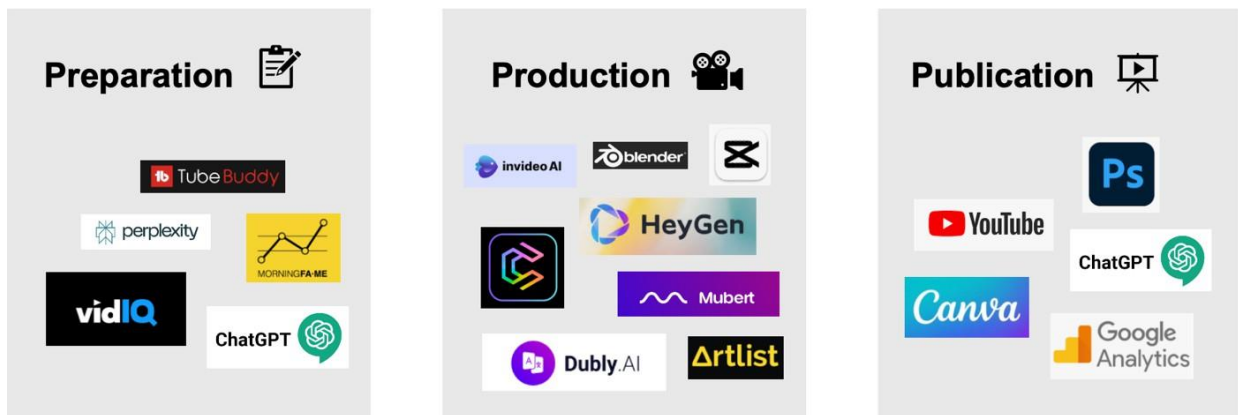 Preparation
TubeBuddy
perplexity
MORNINGFA·ME
vidIQ
ChatGPT
Production
invideo AI
blender
HeyGen
Mubert
A
Dubly.AI
Artlist
Publication
Ps
YouTube
ChatGPT
Canva
Google
Analytics